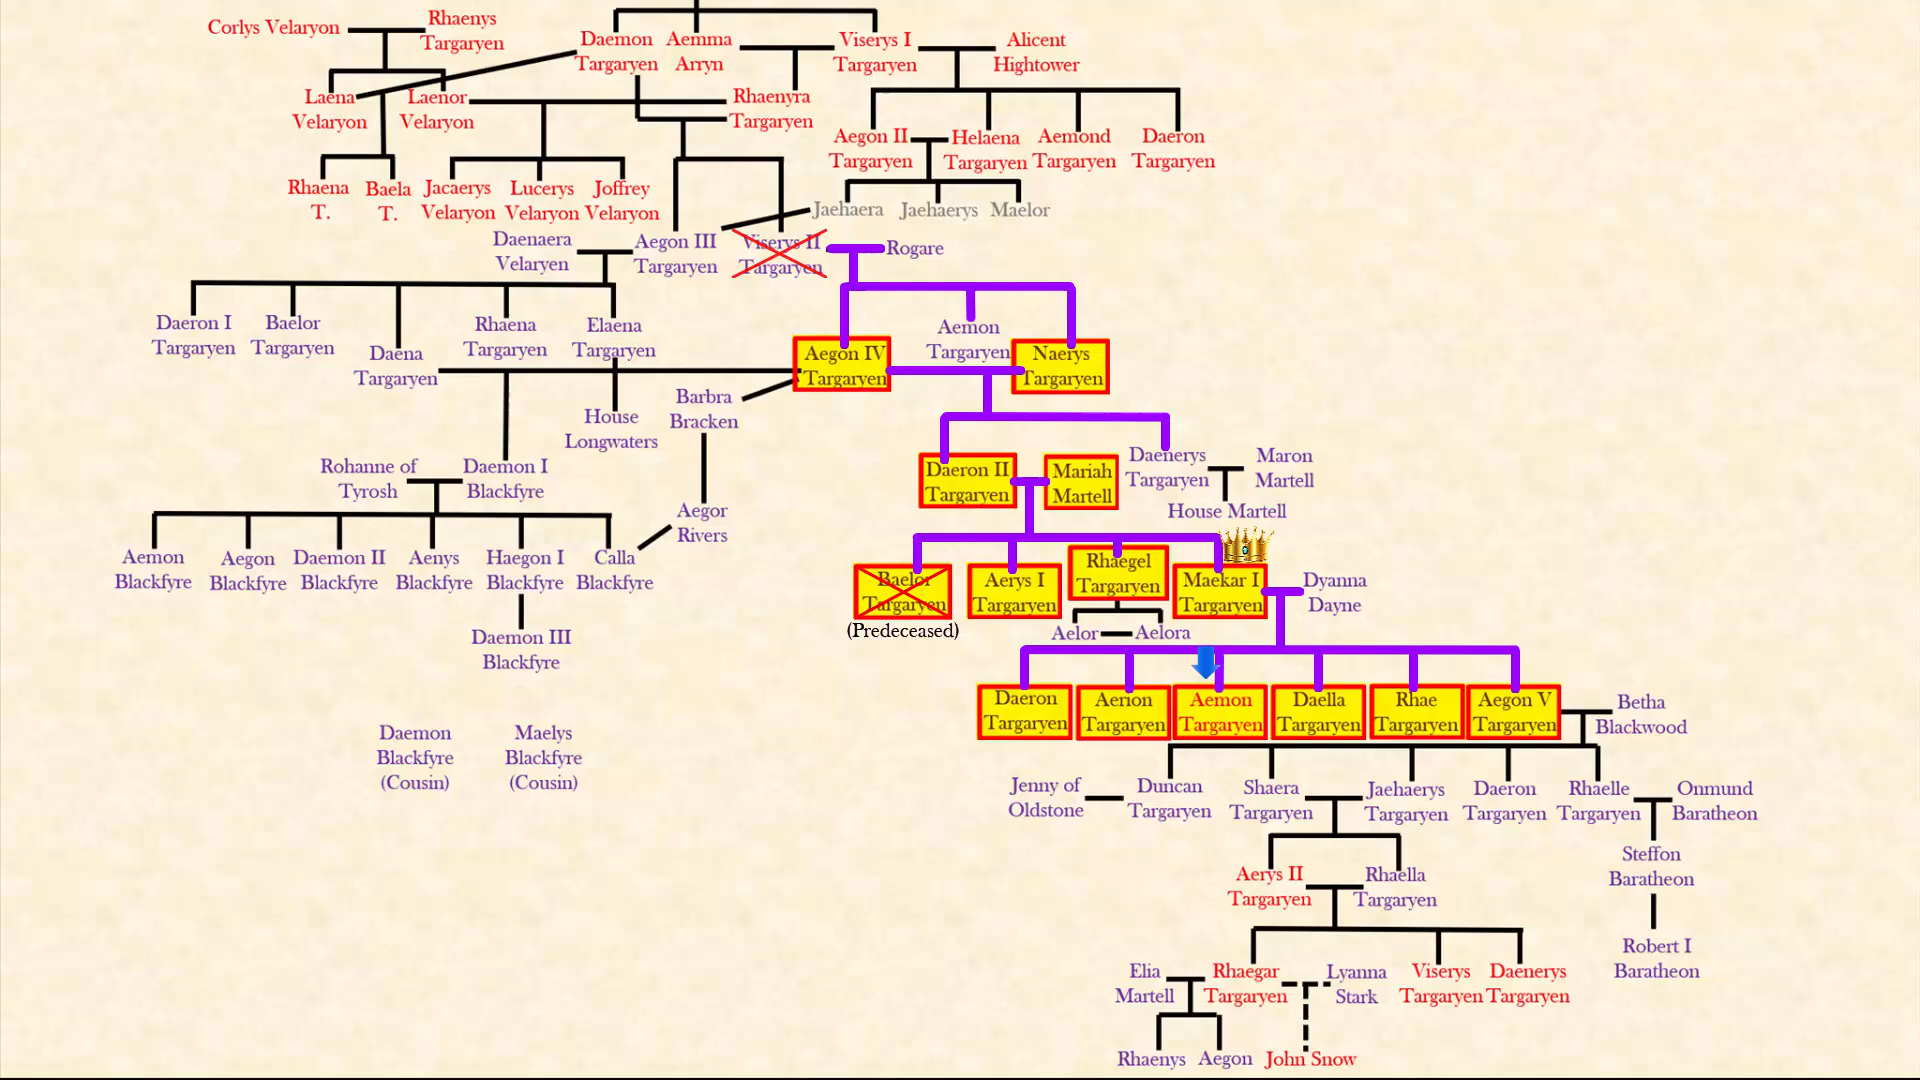 Corlys Velaryon
Rhaenys
Targaryen
Daemon
Targaryen
Aemma
Arryn
Viserys I
Targaryen
Alicent
Hightower
Laena
Velaryon
Laenor
Velaryon
Rhaenyra
Targaryen
Aegon II
Targaryen
Helaena
Targaryen
Aemond
Targaryen
Daeron
Targaryen
Rhaena
T.
Baela
T.
Jacaerys
Velaryon
Lucerys
Velaryon
Joffrey
Velaryon
Jaehaera
Jaehaerys
Maelor
Daenaera
Velaryen
Aegon III
Targaryen
Viserys II
Targaryen
Rogare
Daeron I
Targaryen
Baelor
Targaryen
Daena
Targaryen
Rhaena
Targaryen
Elaena
Targaryen
Aegon IV
Targaryen
Aemon
Targaryen
Naerys
Targaryen
House
Longwaters
Barbra
Bracken
Rohanne of
Tyrosh
Daemon I
Blackfyre
Daeron II
Targaryen
Mariah
Martell
Daenerys
Targaryen
Maron
Martell
House Martell
Aegor
Rivers
Aemon
Blackfyre
Aegon
Blackfyre
Daemon II
Blackfyre
Aenys
Blackfyre
Haegon I
Blackfyre
Calla
Blackfyre
Baelor
Targaryen
(Predeceased)
Aerys I
Targaryen
Rhaegel
Targaryen
Maekar I
Targaryen
Dyanna
Dayne
Aelor
Aelora
Daemon III
Blackfyre
Daeron
Targaryen
Aerion
Targaryen
Aemon
Targaryen
Daella
Targaryen
Rhae
Targaryen
Aegon V
Targaryen
Betha
Blackwood
Daemon
Blackfyre
(Cousin)
Maelys
Blackfyre
(Cousin)
Jenny of
Oldstone
Duncan
Targaryen
Shaera
Targaryen
Jaehaerys
Targaryen
Daeron
Targaryen
Rhaelle
Targaryen
Onmund
Baratheon
Steffon
Baratheon
Aerys II
Targaryen
Rhaella
Targaryen
Robert I
Baratheon
Elia
Martell
Rhaegar
Targaryen
Lyanna
Stark
Viserys
Targaryen
Daenerys
Targaryen
Rhaenys
Aegon
John Snow